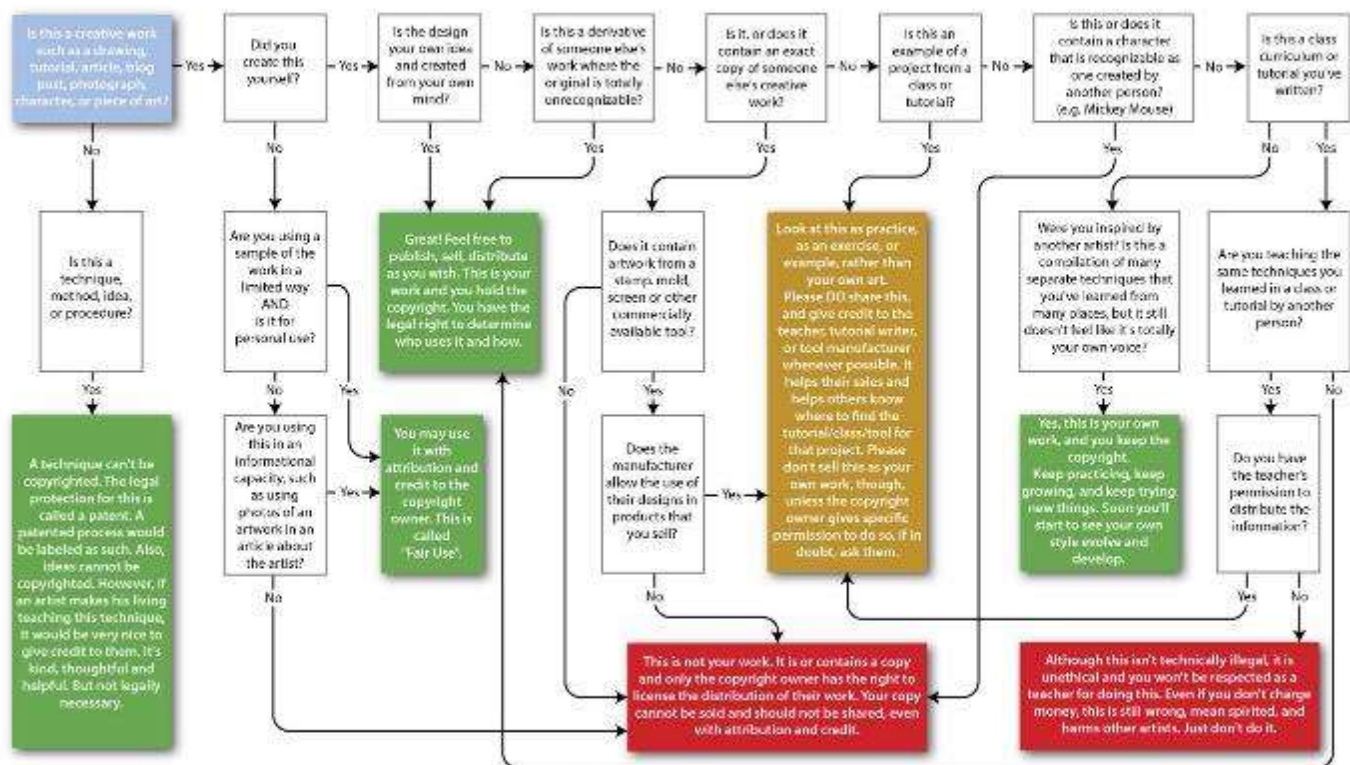 Is this a creative work
such as a drawing,
tutorial, article, blog
post, photograph,
character, or piece of art?
Yes
Did you
create this
yourself?
Yes
Is the design
your own idea
and created
from your own
mind?
No
Is this a derivative of
someone else's
work where the
original is totally
unrecognizable?
No
Is it, or does it
contain an exact
copy of someone
else's creative
work?
No
Is this an
example of a
project from a
class or
tutorial?
No
Is this or does it
contain a character
that is recognizable as
one created by
another person?
(e.g. Mickey Mouse)
No
Is this a class
curriculum or
tutorial you've
written?
No
No
Yes
Yes
Yes
Yes
Yes
No
Yes
Is this a
technique,
method, idea,
or procedure?
Are you using a
sample of the
work in a
limited way
AND
is it for
personal use?
Great! Feel free to
publish, sell, distribute
as you wish. This is your
work and you hold the
copyright. You have the
legal right to determine
who uses it and how.
Does it contain
artwork from a
stamp, mold,
screen or other
commercially
available tool?
Look at this as practice,
as an exercise, or
example, rather than
your own art.
Please DO share this,
and give credit to the
teacher, tutorial writer,
or tool manufacturer
whenever possible. It
helps their sales and
helps others know
where to find the
tutorial/class/tool for
that project. Please
don't sell this as your
own work, though,
unless the copyright
owner gives specific
permission to do so. If in
doubt, ask them.
Were you inspired by
another artist? Is this a
compilation of many
separate techniques that
you've learned from
many places, but it still
doesn't feel like it's totally
your own voice?
Are you teaching the
same techniques you
learned in a class or
tutorial by another
person?
Yes
No
Yes
No
Yes
Yes
Yes
No
A technique can't be
copyrighted. The legal
protection for this is
called a patent. A
patented process would
be labeled as such. Also,
ideas cannot be
copyrighted. However, if
an artist makes his living
teaching this technique,
it would be very nice to
give credit to them. It's
kind, thoughtful and
helpful. But not legally
necessary.
Are you using
this in an
informational
capacity, such
as using
photos of an
artwork in an
article about
the artist?
Yes
You may use
it with
attribution and
credit to the
copyright
owner. This is
called
"Fair Use".
Does the
manufacturer
allow the use of
their designs in
products that
you sell?
Yes
Yes, this is your own
work, and you keep the
copyright.
Keep practicing, keep
growing, and keep trying
new things. Soon you'll
start to see your own
style evolve and
develop.
Do you have
the teacher's
permission to
distribute the
information?
No
No
Yes
No
This is not your work. It is or contains a copy
and only the copyright owner has the right to
license the distribution of their work. Your copy
cannot be sold and should not be shared, even
with attribution and credit.
Although this isn't technically illegal, it is
unethical and you won't be respected as a
teacher for doing this. Even if you don't charge
money, this is still wrong, mean spirited, and
harms other artists. Just don't do it.